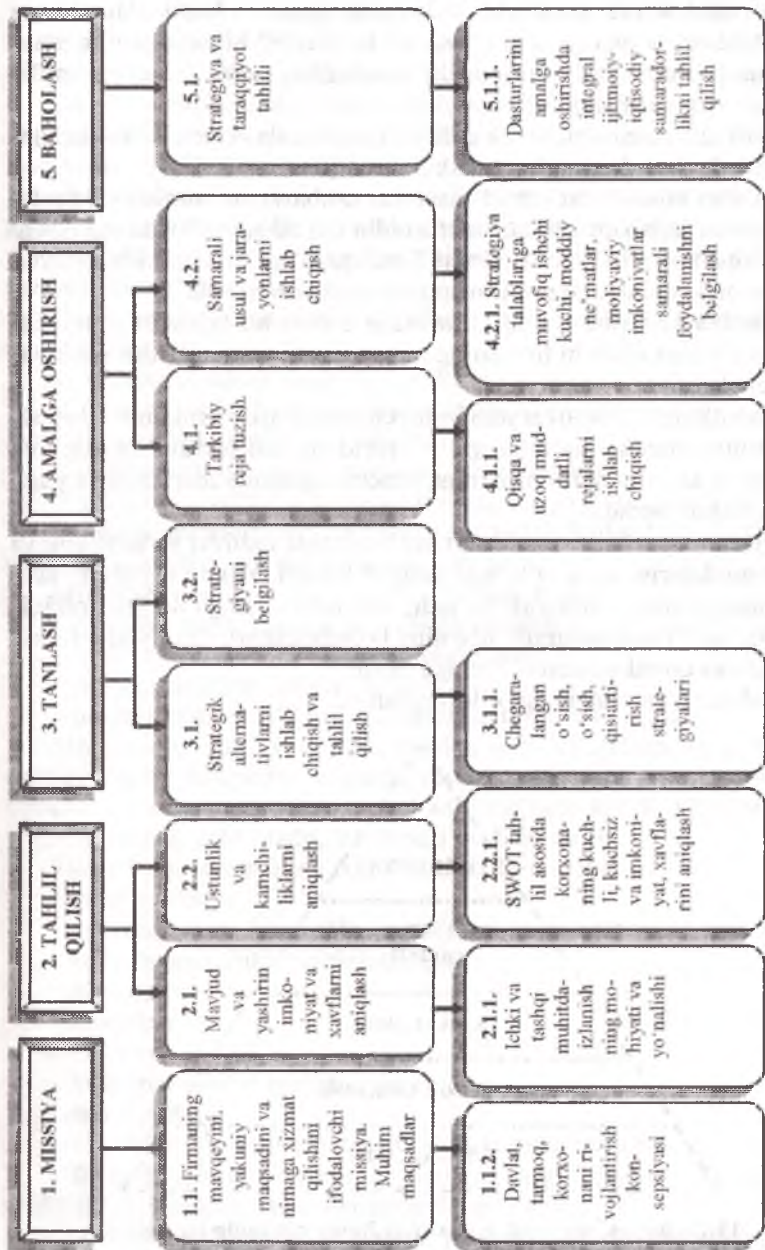 1. MISSIYA
2. TAHLIL
QILISH
3. TANLASH
4. AMALGA OSHIRISH
5. BAHOLASH
1.1. Firmaning
mavqeyini,
yakuniy
maqsadini va
nimaga xizmat
qilishini
ifodalovchi
missiya.
Muhim
maqsadlar
2.1.
Mavjud
va
yashirin
imko-
niyat va
xavflarni
aniqlash
2.2.
Ustunlik
va
kamchi-
liklarni
aniqlash
3.1.
Strategik
alterna-
tivlarni
ishlab
chiqish va
tahlil
qilish
3.2.
Strate-
giyani
belgilash
4.1.
Tarkibiy
reja tuzish
4.2.
Samarali
usul va jara-
yonlarni
ishlab
chiqish
5.1.
Strategiya va
taraqqiyot
tahlili
1.1.2.
Davlat,
tarmoq,
korxo-
nani ri-
vojlantirish
kon-
sepsiyasi
2.1.1.
Ichki va
tashqi
muhitda-
izlanish
ning mo-
hiyati va
yo‘nalishi
2.2.1.
SWOT tah-
lil asosida
korxona-
ning kuch-
li, kuchsiz
va imkoni-
yat, xavfla-
rini aniqlash
3.1.1.
Chegara-
langan
o‘sish,
o‘sish,
qisqarti-
rish
strate-
giyalari
4.1.1.
Qisqa va
uzoq mud-
datli
rejalarni
ishlab
chiqish
4.2.1. Strategiya
talablariga
muvofiq ishchi
kuchi, moddiy
ne’matlar,
moliyaviy
imkoniyatlar
samarali
foydalanishni
belgilash
5.1.1.
Dasturlarini
amalga
oshirishda
integral
ijtimoiy-
iqtisodiy
samarador-
likni tahlil
qilish